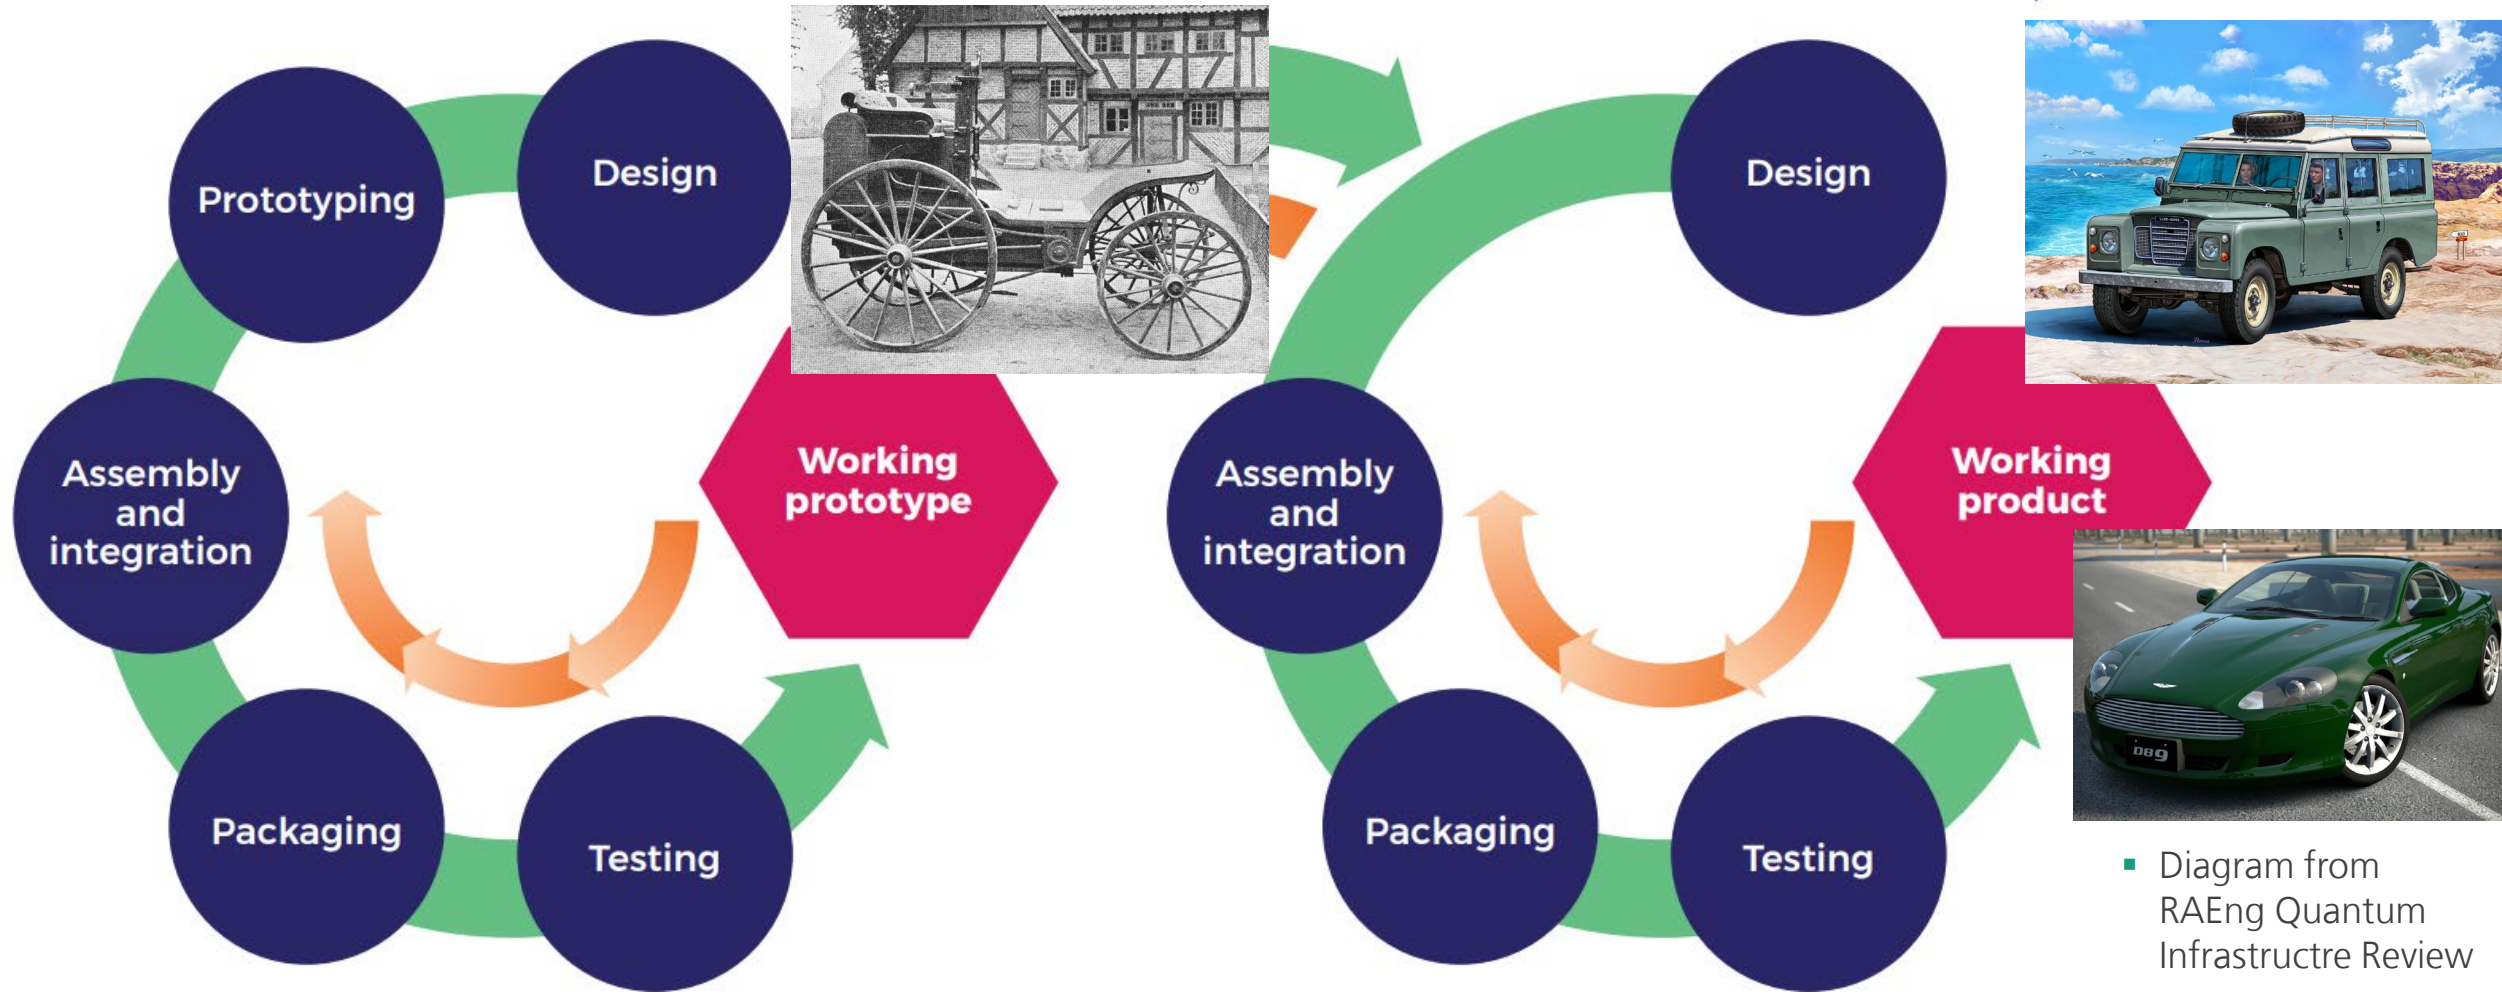 Prototyping
Design
Assembly
and
integration
Packaging
Testing
Working
prototype
Design
Assembly
and
integration
Packaging
Testing
Working
product
DB9
Diagram from
RAEng Quantum
Infrastructre Review